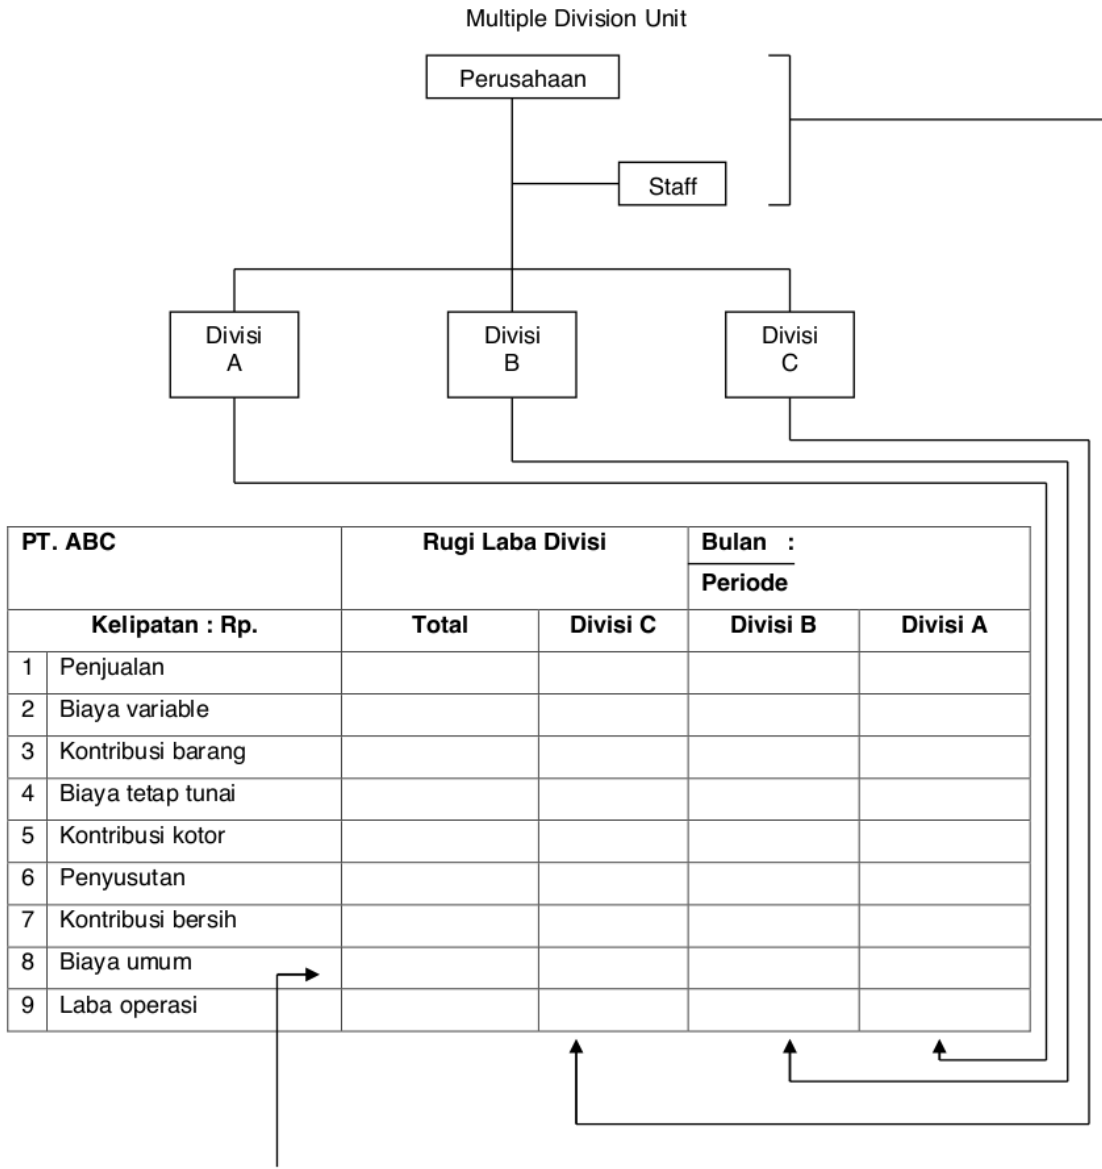 Multiple Division Unit
Perusahaan
Staff
Divisi
A
Divisi
B
Divisi
C
PT. ABC Rugi Laba Divisi Bulan :
Periode
Kelipatan : Rp. Total Divisi C Divisi B Divisi A
1 Penjualan
2 Biaya variable
3 Kontribusi barang
4 Biaya tetap tunai
5 Kontribusi kotor
6 Penyusutan
7 Kontribusi bersih
8 Biaya umum
9 Laba operasi